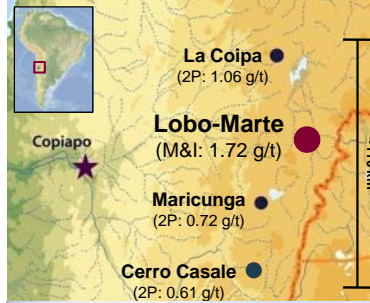 La Coipa
(2P: 1.06 g/t)
Lobo-Marte
(M&I: 1.72 g/t)
Copiapo
Maricunga
(2P: 0.72 g/t)
Cerro Casale
(2P: 0.61 g/t)